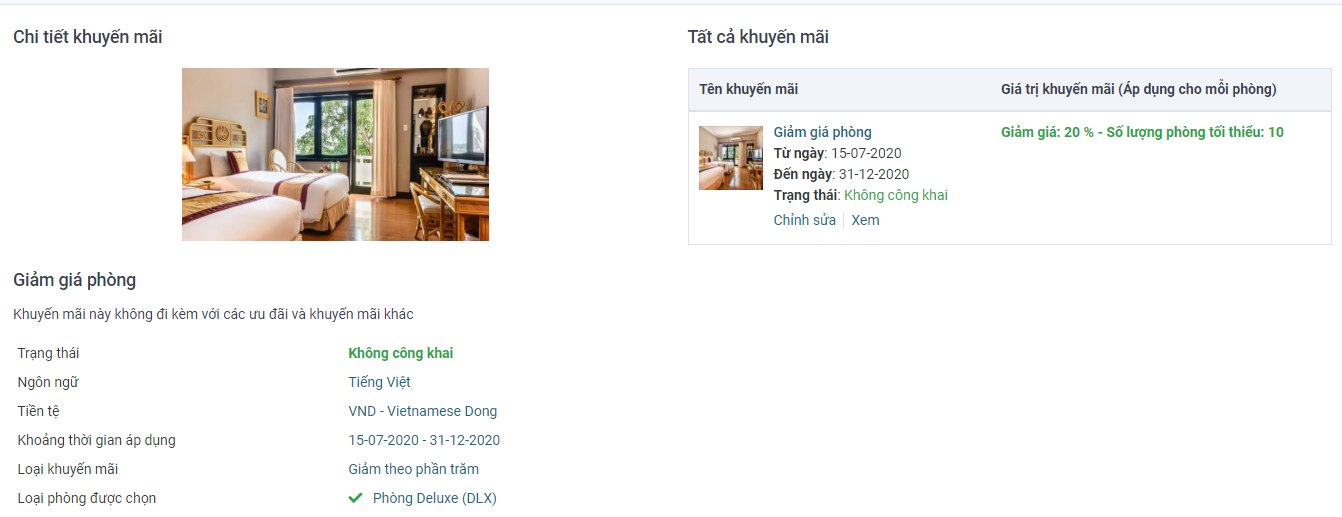 Chi tiết khuyến mãi
Giảm giá phòng
Khuyến mãi này không đi kèm với các ưu đãi và khuyến mãi khác
Trạng thái Không công khai
Ngôn ngữ Tiếng Việt
Tiền tệ VND - Vietnamese Dong
Khoảng thời gian áp dụng 15-07-2020 - 31-12-2020
Loại khuyến mãi Giảm theo phần trăm
Loại phòng được chọn Phòng Deluxe (DLX)
Tất cả khuyến mãi
Tên khuyến mãi Giá trị khuyến mãi (Áp dụng cho mỗi phòng)
Giảm giá phòng Giảm giá: 20 % - Số lượng phòng tối thiểu: 10
Từ ngày: 15-07-2020
Đến ngày: 31-12-2020
Trạng thái: Không công khai
Chỉnh sửa Xem